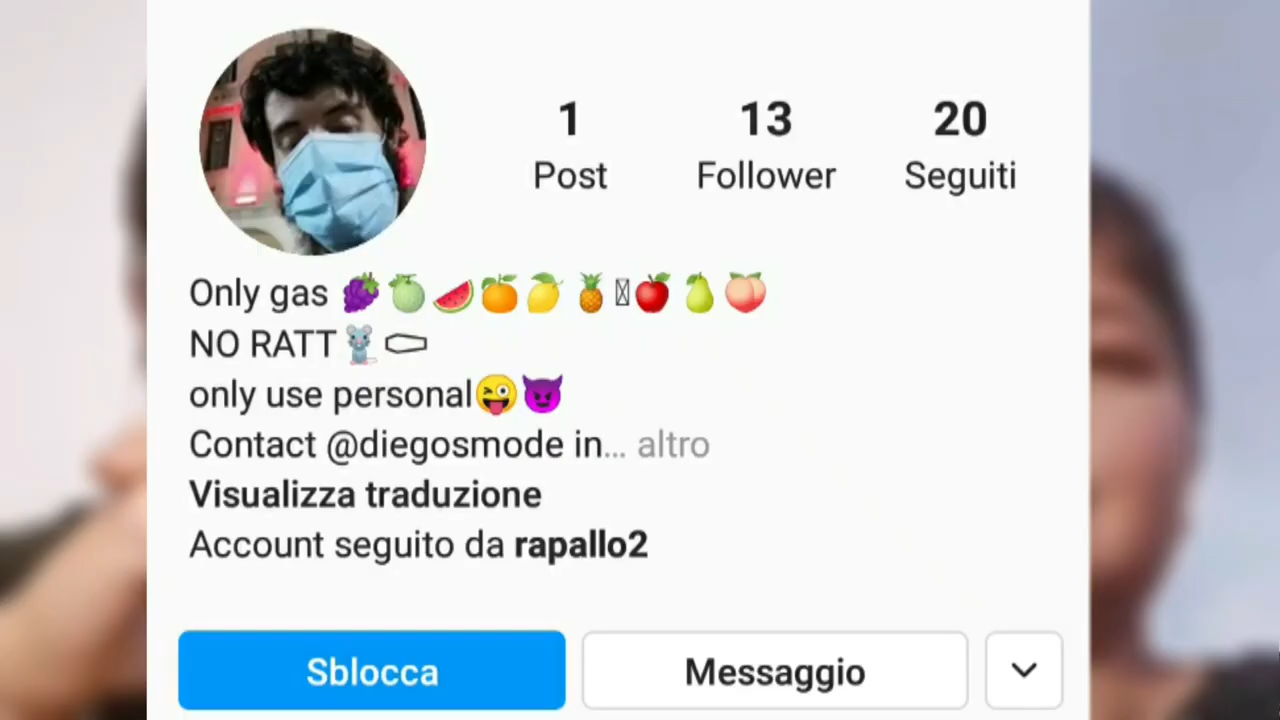 1 13 20
Post Follower Seguiti
Only gas 🍇🍈🍉🍊🍋🍍🍎🍐🍑
NO RATT🐀⚰
only use personal😜😈
Contact @diegosmode in... altro
Visualizza traduzione
Account seguito da rapallo2
Sblocca Messaggio